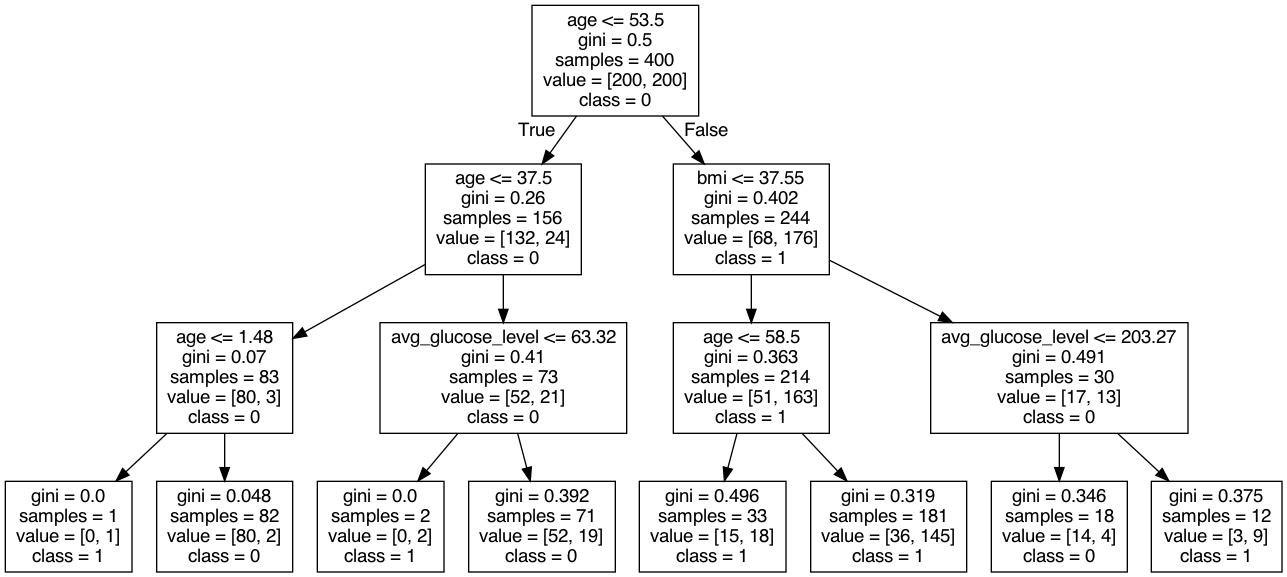 age <= 53.5
gini = 0.5
samples = 400
value = [200, 200]
class = 0
True
False
age <= 37.5
gini = 0.26
samples = 156
value = [132, 24]
class = 0
bmi <= 37.55
gini = 0.402
samples = 244
value = [68, 176]
class = 1
age <= 1.48
gini = 0.07
samples = 83
value = [80, 3]
class = 0
avg_glucose_level <= 63.32
gini = 0.41
samples = 73
value = [52, 21]
class = 0
age <= 58.5
gini = 0.363
samples = 214
value = [51, 163]
class = 1
avg_glucose_level <= 203.27
gini = 0.491
samples = 30
value = [17, 13]
class = 0
gini = 0.0
samples = 1
value = [0, 1]
class = 1
gini = 0.048
samples = 82
value = [80, 2]
class = 0
gini = 0.0
samples = 2
value = [0, 2]
class = 1
gini = 0.392
samples = 71
value = [52, 19]
class = 0
gini = 0.496
samples = 33
value = [15, 18]
class = 1
gini = 0.319
samples = 181
value = [36, 145]
class = 1
gini = 0.346
samples = 18
value = [14, 4]
class = 0
gini = 0.375
samples = 12
value = [3, 9]
class = 1